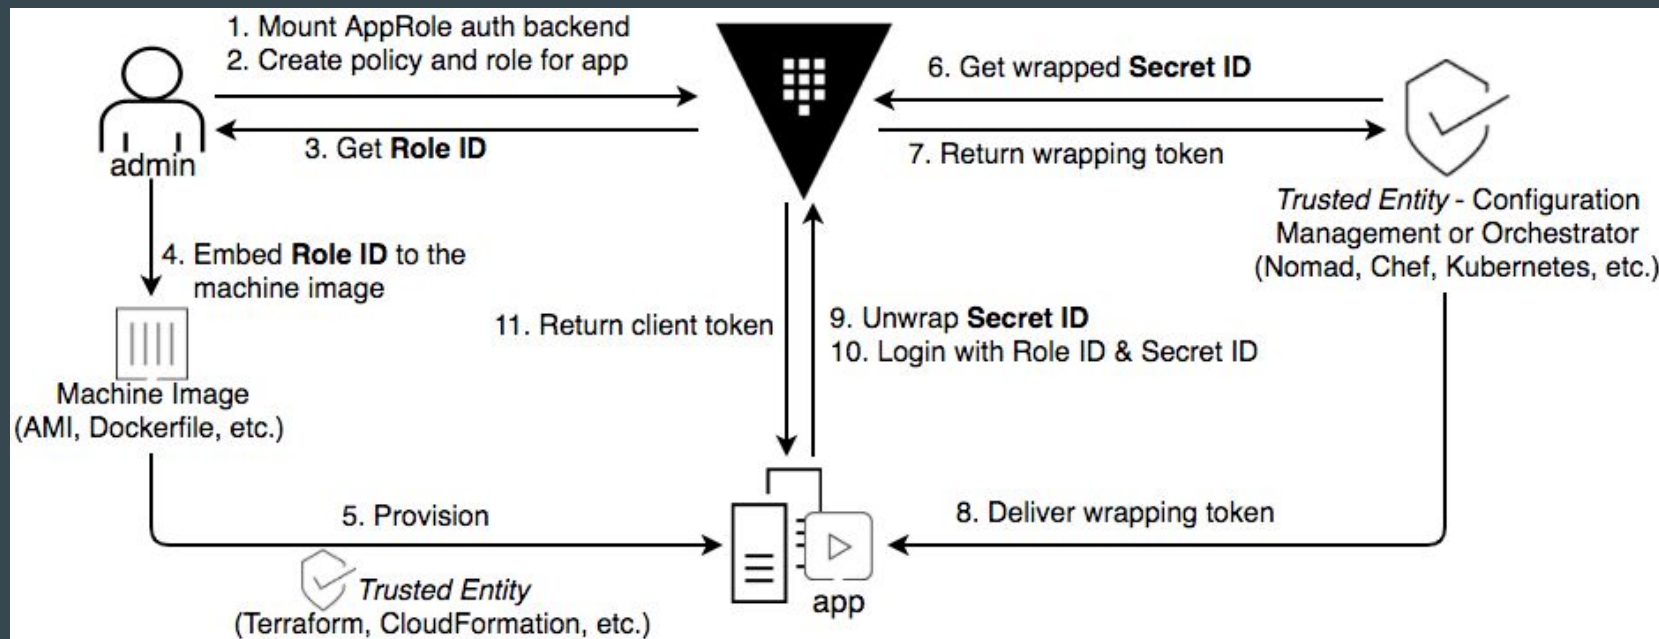 1. Mount AppRole auth backend
2. Create policy and role for app
3. Get Role ID
admin
4. Embed Role ID to the
machine image
Machine Image
(AMI, Dockerfile, etc.)
5. Provision
Trusted Entity
(Terraform, CloudFormation, etc.)
6. Get wrapped Secret ID
7. Return wrapping token
Trusted Entity - Configuration
Management or Orchestrator
(Nomad, Chef, Kubernetes, etc.)
8. Deliver wrapping token
9. Unwrap Secret ID
10. Login with Role ID & Secret ID
11. Return client token
app